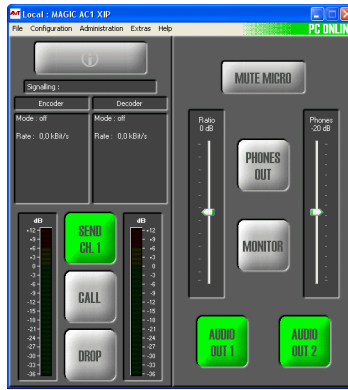 AVT Local : MAGIC AC1 XIP
File Configuration Administration Extras Help
PC ONLINE
Signalling :
Encoder Decoder
Mode : off Mode : off
Rate : 0,0 kBit/s Rate : 0,0 kBit/s
dB dB
+12 +12
+9 +9
+6 +6
+3 +3
0 0
-3 -3
-6 -6
-9 -9
-12 -12
-15 -15
-18 -18
-21 -21
-24 -24
-27 -27
-30 -30
-33 -33
-36 -36
SEND
CH. 1
CALL
DROP
MUTE MICRO
Ratio
0 dB
Phones
-20 dB
PHONES
OUT
MONITOR
AUDIO
OUT 1
AUDIO
OUT 2